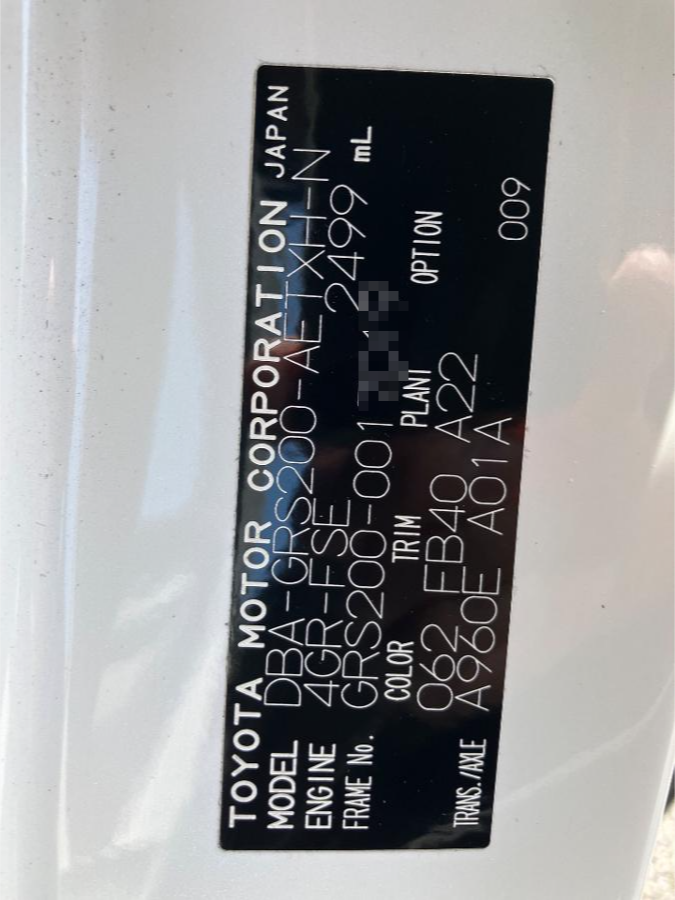 TOYOTA MOTOR CORPORATION JAPAN
MODEL DBA-GRS200-AETXH-N
ENGINE 4GR-FSE 2499 mL
FRAME No. GRS200-001
COLOR TRIM PLANT OPTION
062 FB40 A22
TRANS./AXLE A960E A01A 009